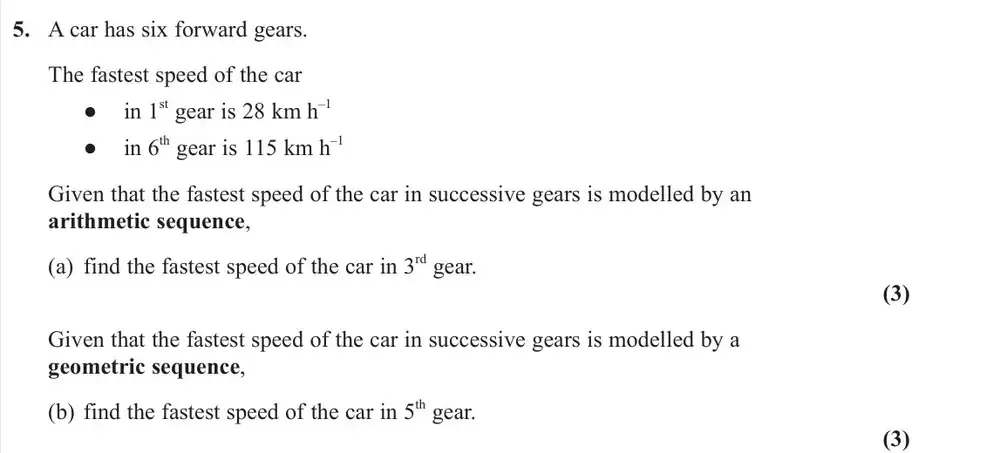 5. A car has six forward gears.
The fastest speed of the car
• in 1ˢᵗ gear is 28 km h⁻¹
• in 6ᵗʰ gear is 115 km h⁻¹
Given that the fastest speed of the car in successive gears is modelled by an
arithmetic sequence,
(a) find the fastest speed of the car in 3ʳᵈ gear.
(3)
Given that the fastest speed of the car in successive gears is modelled by a
geometric sequence,
(b) find the fastest speed of the car in 5ᵗʰ gear.
(3)